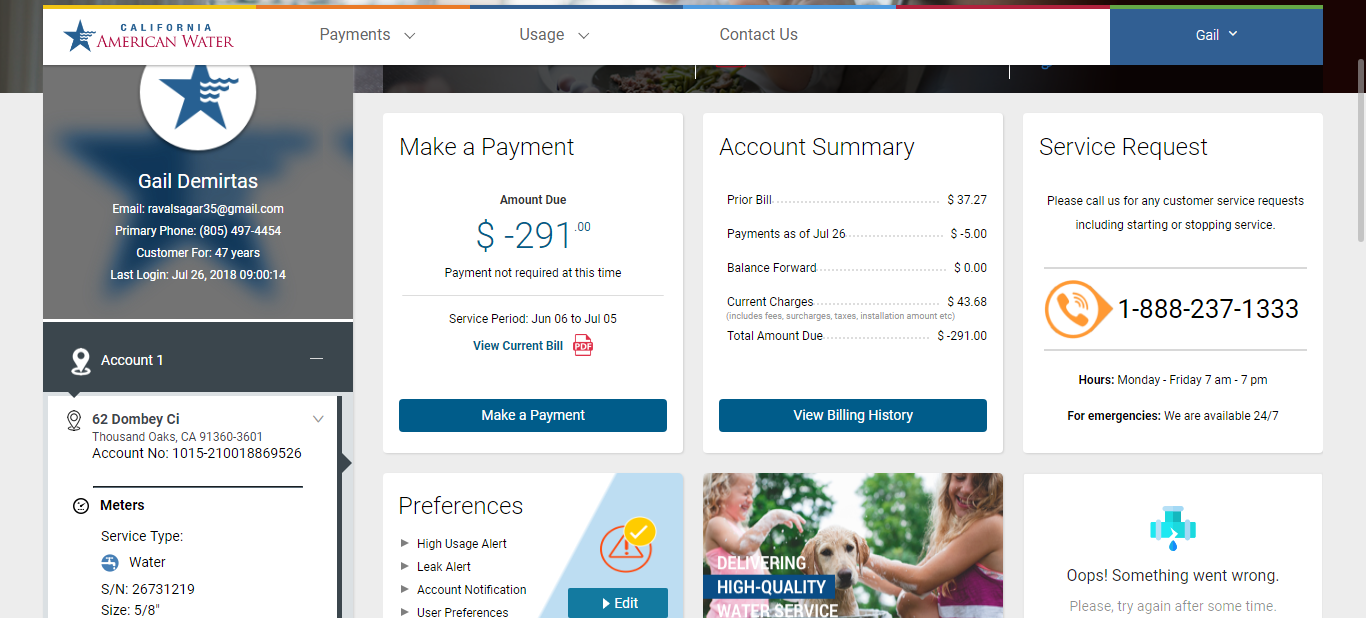 CALIFORNIA
AMERICAN WATER
Payments
Usage
Contact Us
Gail
Gail Demirtas
Email: ravalsagar35@gmail.com
Primary Phone: (805) 497-4454
Customer For: 47 years
Last Login: Jul 26, 2018 09:00:14
Account 1
62 Dombey Ci
Thousand Oaks, CA 91360-3601
Account No: 1015-210018869526
Meters
Service Type:
Water
S/N: 26731219
Size: 5/8"
Make a Payment
Amount Due
$ -291.00
Payment not required at this time
Service Period: Jun 06 to Jul 05
View Current Bill PDF
Make a Payment
Account Summary
Prior Bill $ 37.27
Payments as of Jul 26 $ -5.00
Balance Forward $ 0.00
Current Charges $ 43.68
(includes fees, surcharges, taxes, installation amount etc)
Total Amount Due $ -291.00
View Billing History
Service Request
Please call us for any customer service requests
including starting or stopping service.
1-888-237-1333
Hours: Monday - Friday 7 am - 7 pm
For emergencies: We are available 24/7
Preferences
High Usage Alert
Leak Alert
Account Notification
User Preferences
Edit
DELIVERING
HIGH-QUALITY
WATER SERVICE
Oops! Something went wrong.
Please, try again after some time.